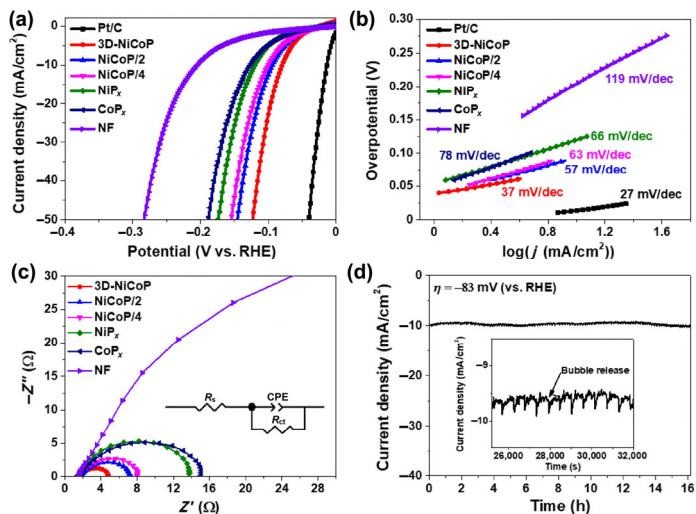 (a)
Current density (mA/cm²)
0
−10
−20
−30
−40
−50
−0.4
−0.3
−0.2
−0.1
0
Potential (V vs. RHE)
Pt/C
3D-NiCoP
NiCoP/2
NiCoP/4
NiPₓ
CoPₓ
NF
(b)
Overpotential (V)
0.30
0.25
0.20
0.15
0.10
0.05
0.00
0.0
0.4
0.8
1.2
1.6
2.0
log(j (mA/cm²)
Pt/C
3D-NiCoP
NiCoP/2
NiCoP/4
NiPₓ
CoPₓ
NF
119 mV/dec
66 mV/dec
78 mV/dec
63 mV/dec
57 mV/dec
37 mV/dec
27 mV/dec
(c)
−Z″ (Ω)
30
25
20
15
10
5
0
0
4
8
12
16
20
24
28
Z′ (Ω)
3D-NiCoP
NiCoP/2
NiCoP/4
NiPₓ
CoPₓ
NF
Rs
CPE
Rct
(d)
η = −83 mV (vs. RHE)
Current density (mA/cm²)
0
−10
−20
−30
−40
0
2
4
6
8
10
12
14
16
Time (h)
Current density (mA/cm²)
−9
−10
Bubble release
26,000
28,000
30,000
32,000
Time (s)